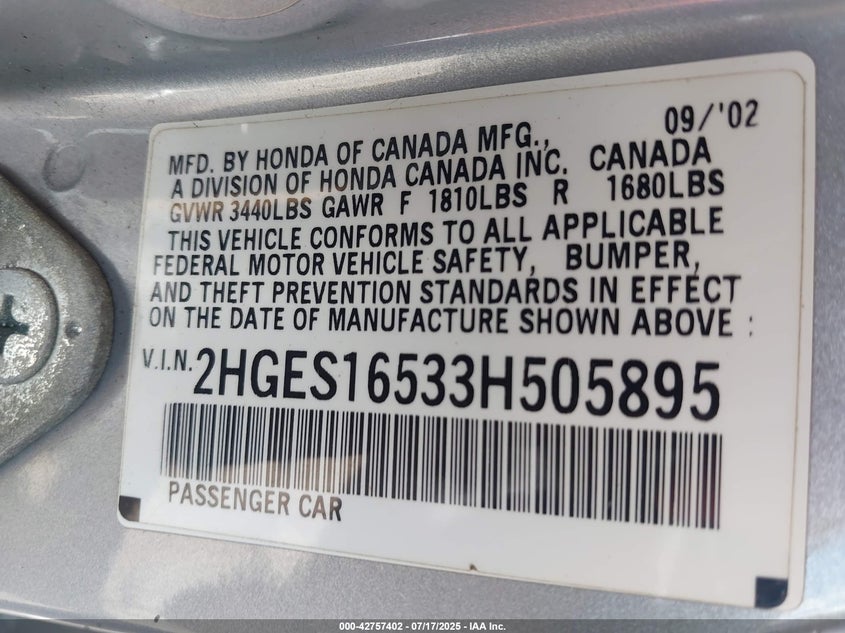 09/'02
MFD. BY HONDA OF CANADA MFG.,
A DIVISION OF HONDA CANADA INC. CANADA
GVWR 3440LBS GAWR F 1810LBS R 1680LBS
THIS VEHICLE CONFORMS TO ALL APPLICABLE
FEDERAL MOTOR VEHICLE SAFETY, BUMPER,
AND THEFT PREVENTION STANDARDS IN EFFECT
ON THE DATE OF MANUFACTURE SHOWN ABOVE :
V.I.N. 2HGES16533H505895
PASSENGER CAR
000-42757402 - 07/17/2025 - IAA Inc.